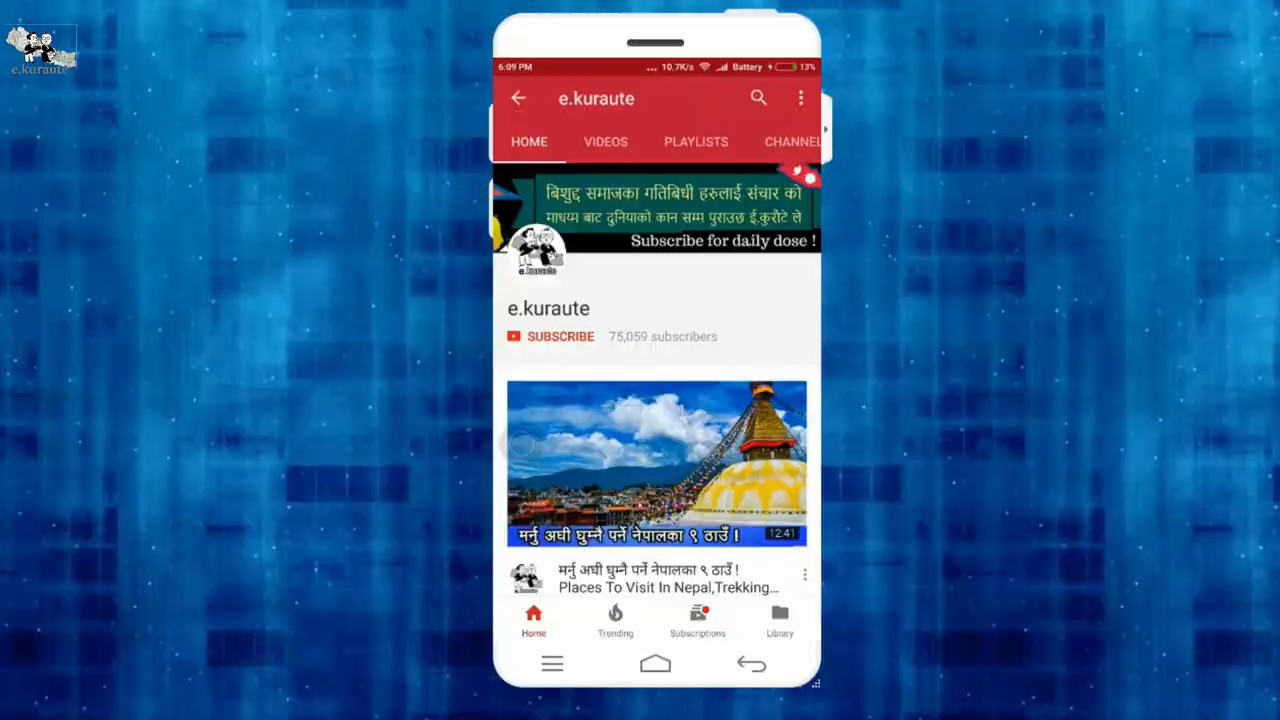 e.kuraute
6:09 PM ... 10.7K/s Battery 13%
e.kuraute
HOME VIDEOS PLAYLISTS CHANNEL
बिशुद्द समाजका गतिबिधी हरुलाई संचार को
माधय्म बाट दुनियाको कान सम्म पुराउछ ई.कुरौटे ले
Subscribe for daily dose !
e.kuraute
e.kuraute
SUBSCRIBE 75,059 subscribers
मर्नु अघी घुम्नै पर्ने नेपालका ९ ठाउँ !
12:41
मर्नु अघी घुम्नै पर्ने नेपालका ९ ठाउँ !
Places To Visit In Nepal,Trekking...
Home Trending Subscriptions Library